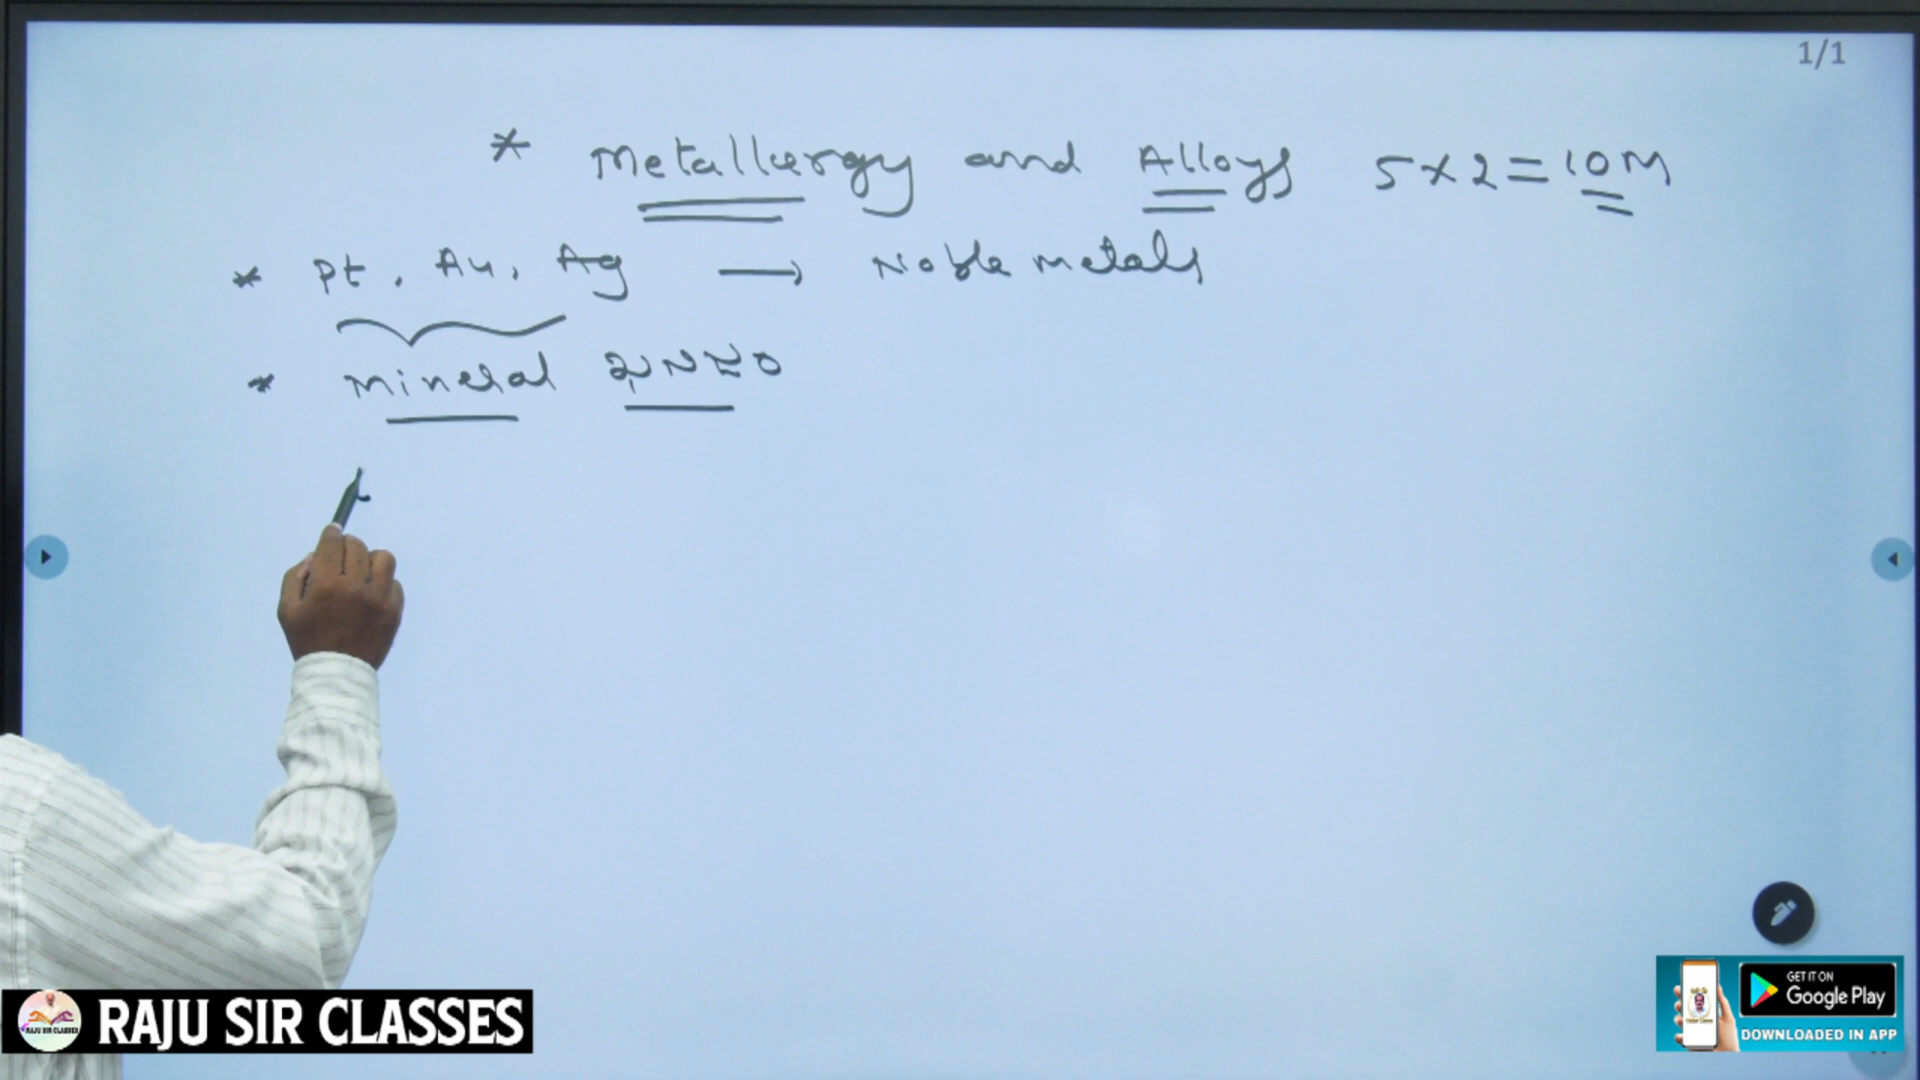 1/1
* Metallurgy and Alloys 5 x 2 = 10M
* Pt, Au, Ag → Noble metals
* Mineral ఖనిజం
RAJU SIR CLASSES
GET IT ON
Google Play
DOWNLOADED IN APP